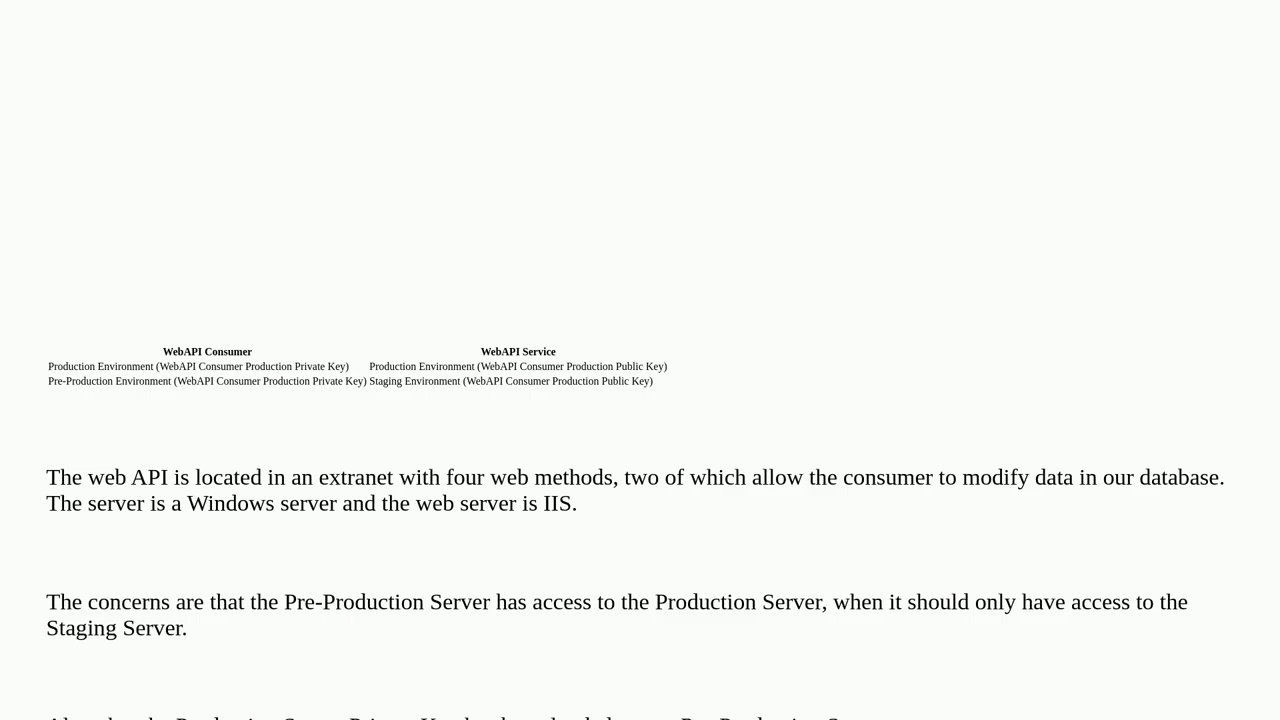 WebAPI Consumer WebAPI Service
Production Environment (WebAPI Consumer Production Private Key) Production Environment (WebAPI Consumer Production Public Key)
Pre-Production Environment (WebAPI Consumer Production Private Key) Staging Environment (WebAPI Consumer Production Public Key)
The web API is located in an extranet with four web methods, two of which allow the consumer to modify data in our database.
The server is a Windows server and the web server is IIS.
The concerns are that the Pre-Production Server has access to the Production Server, when it should only have access to the
Staging Server.